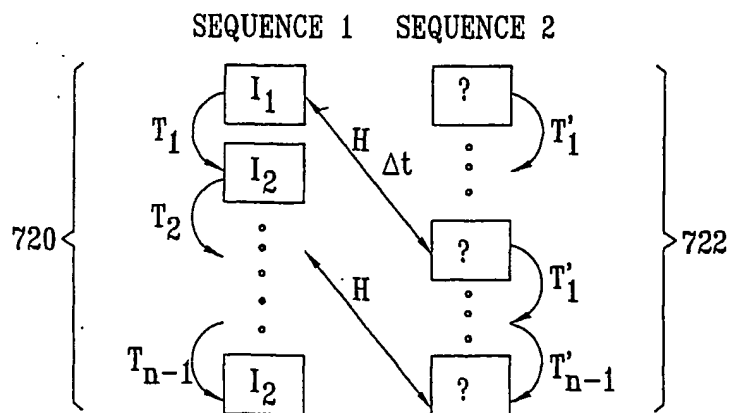 SEQUENCE 1 SEQUENCE 2
I1 ?
T1 H T'1
Δt
I2
T2
720 722
?
H T'1
Tn-1 T'n-1
I2 ?